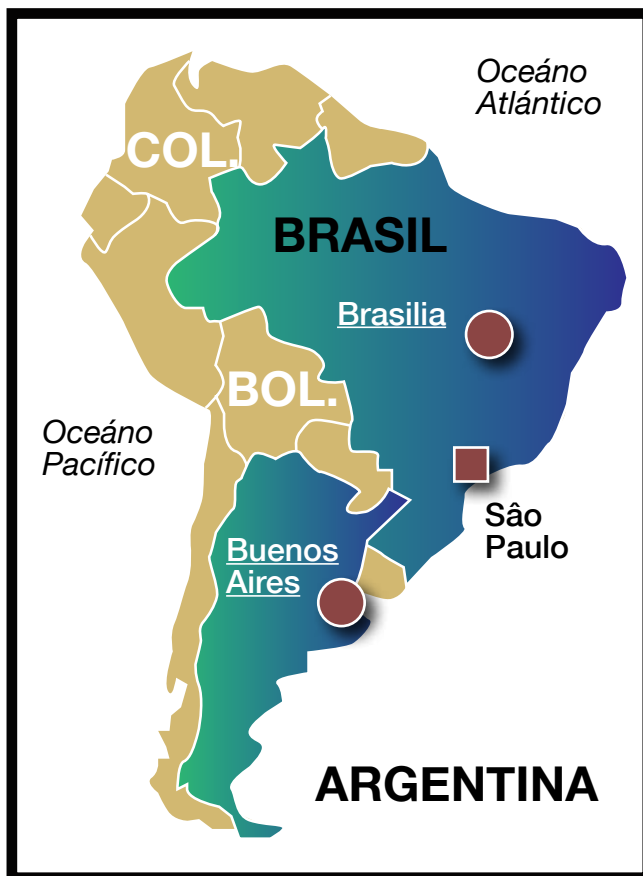 Oceáno
Atlántico
COL.
BRASIL
Brasilia
BOL.
Oceáno
Pacífico
Sâo
Paulo
Buenos
Aires
ARGENTINA